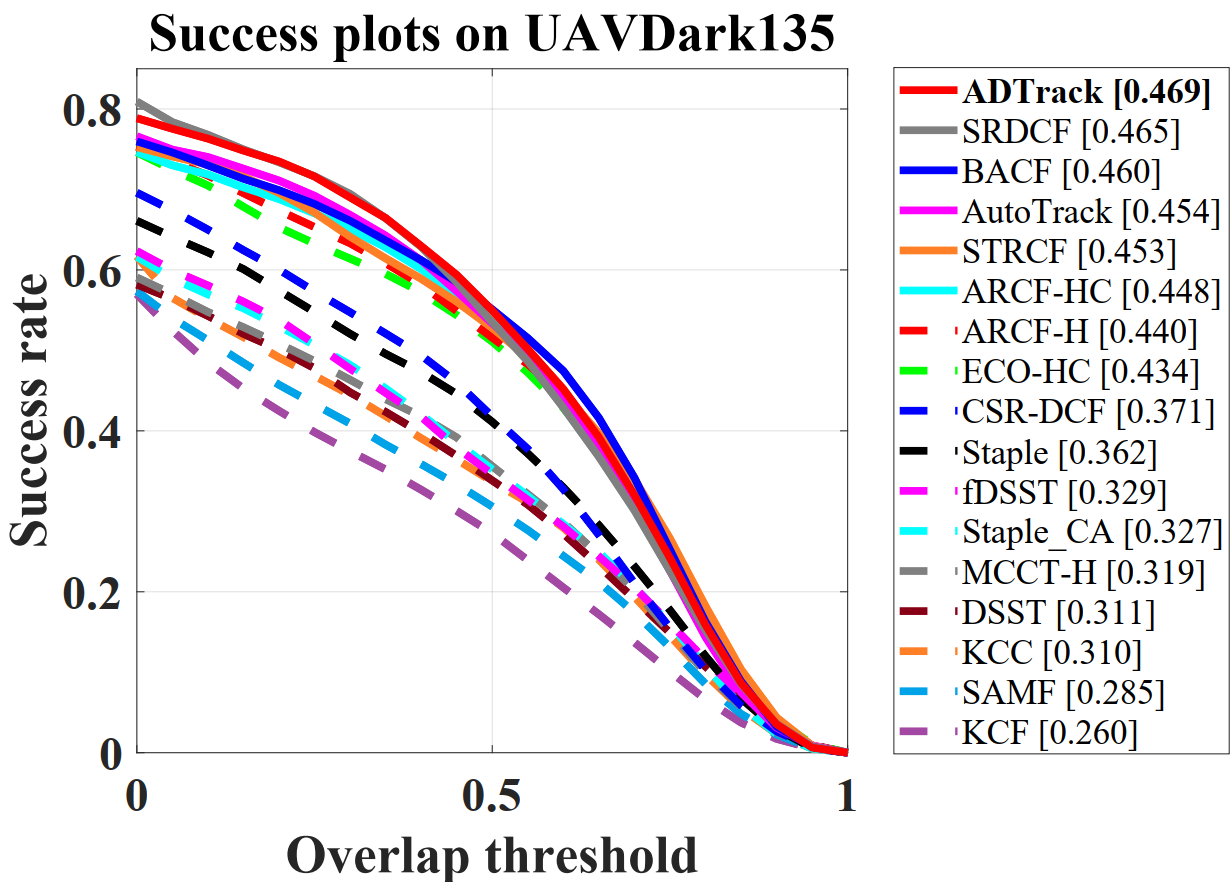 Success plots on UAVDark135
Success rate
0.8
0.6
0.4
0.2
0
0
0.5
1
Overlap threshold
ADTrack [0.469]
SRDCF [0.465]
BACF [0.460]
AutoTrack [0.454]
STRCF [0.453]
ARCF-HC [0.448]
ARCF-H [0.440]
ECO-HC [0.434]
CSR-DCF [0.371]
Staple [0.362]
fDSST [0.329]
Staple_CA [0.327]
MCCT-H [0.319]
DSST [0.311]
KCC [0.310]
SAMF [0.285]
KCF [0.260]